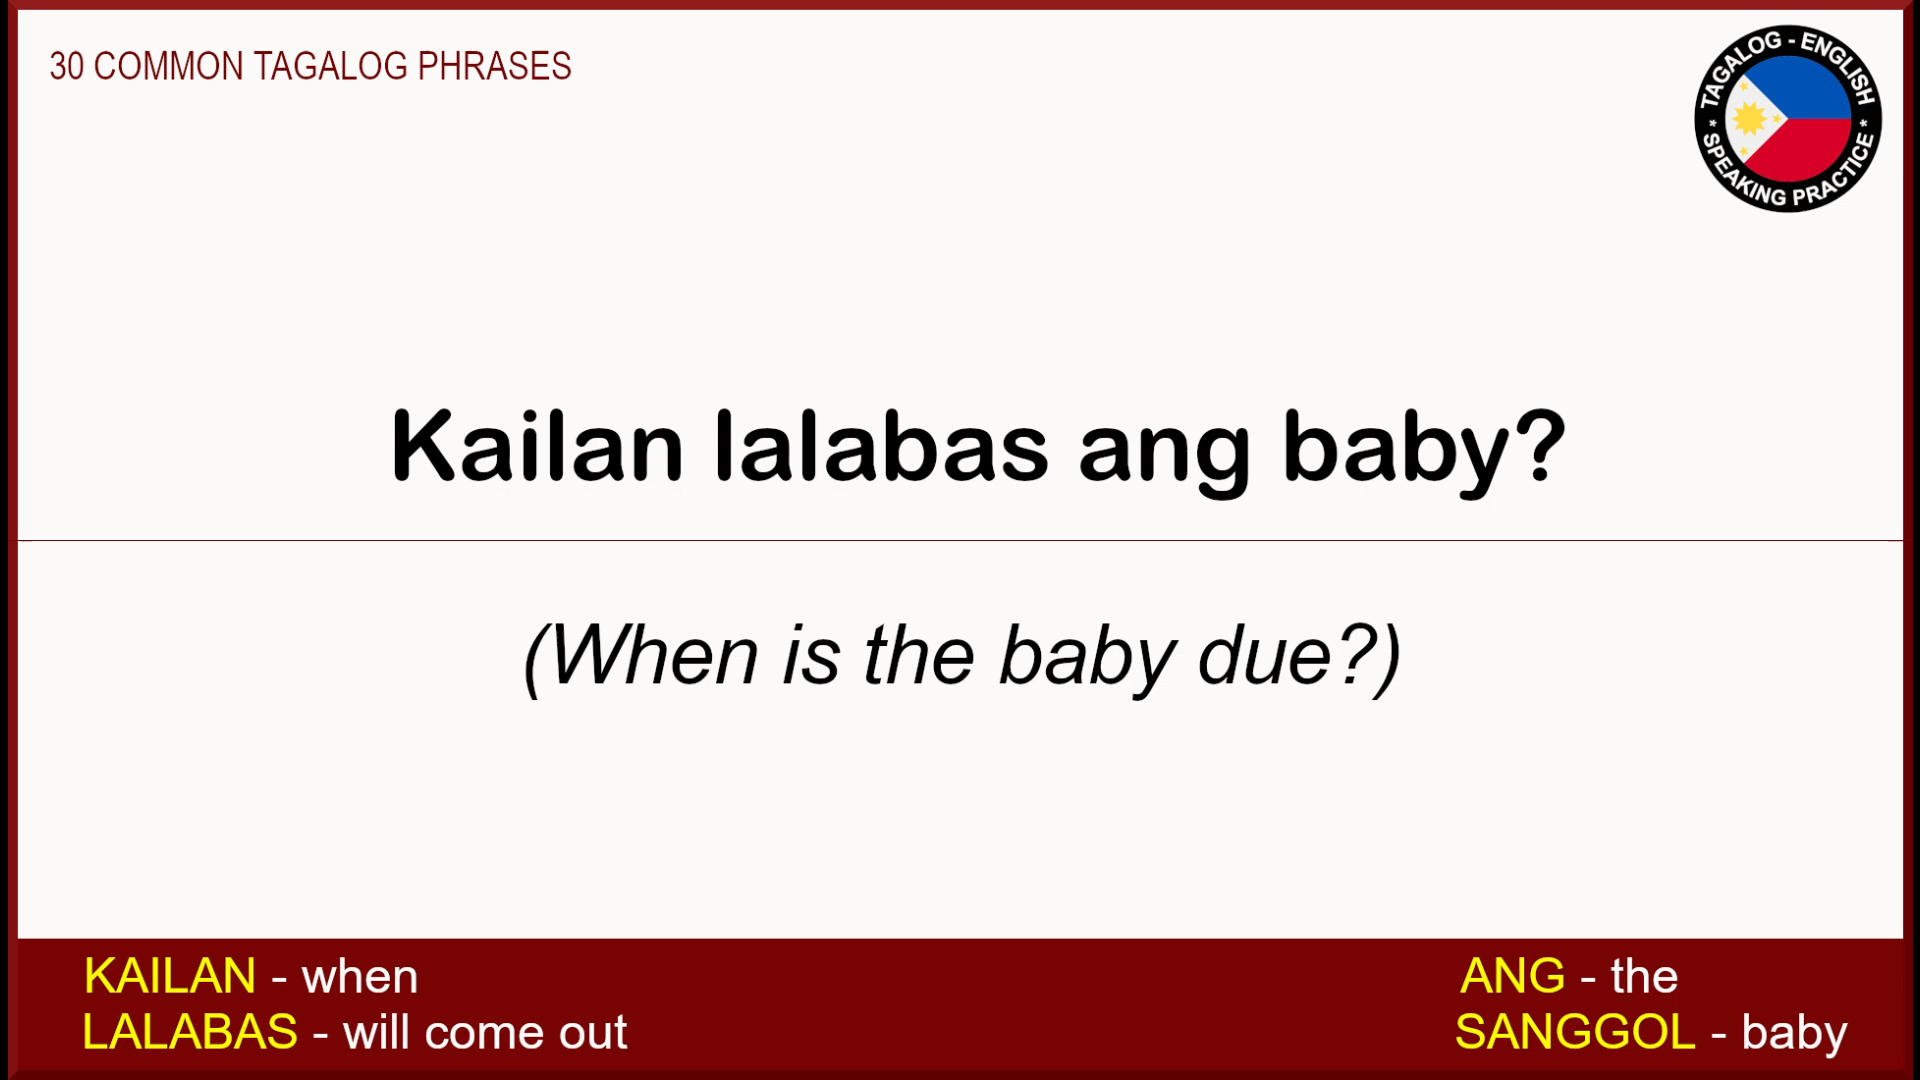 30 COMMON TAGALOG PHRASES
TAGALOG - ENGLISH
* SPEAKING PRACTICE *
Kailan lalabas ang baby?
(When is the baby due?)
KAILAN - when
LALABAS - will come out
ANG - the
SANGGOL - baby